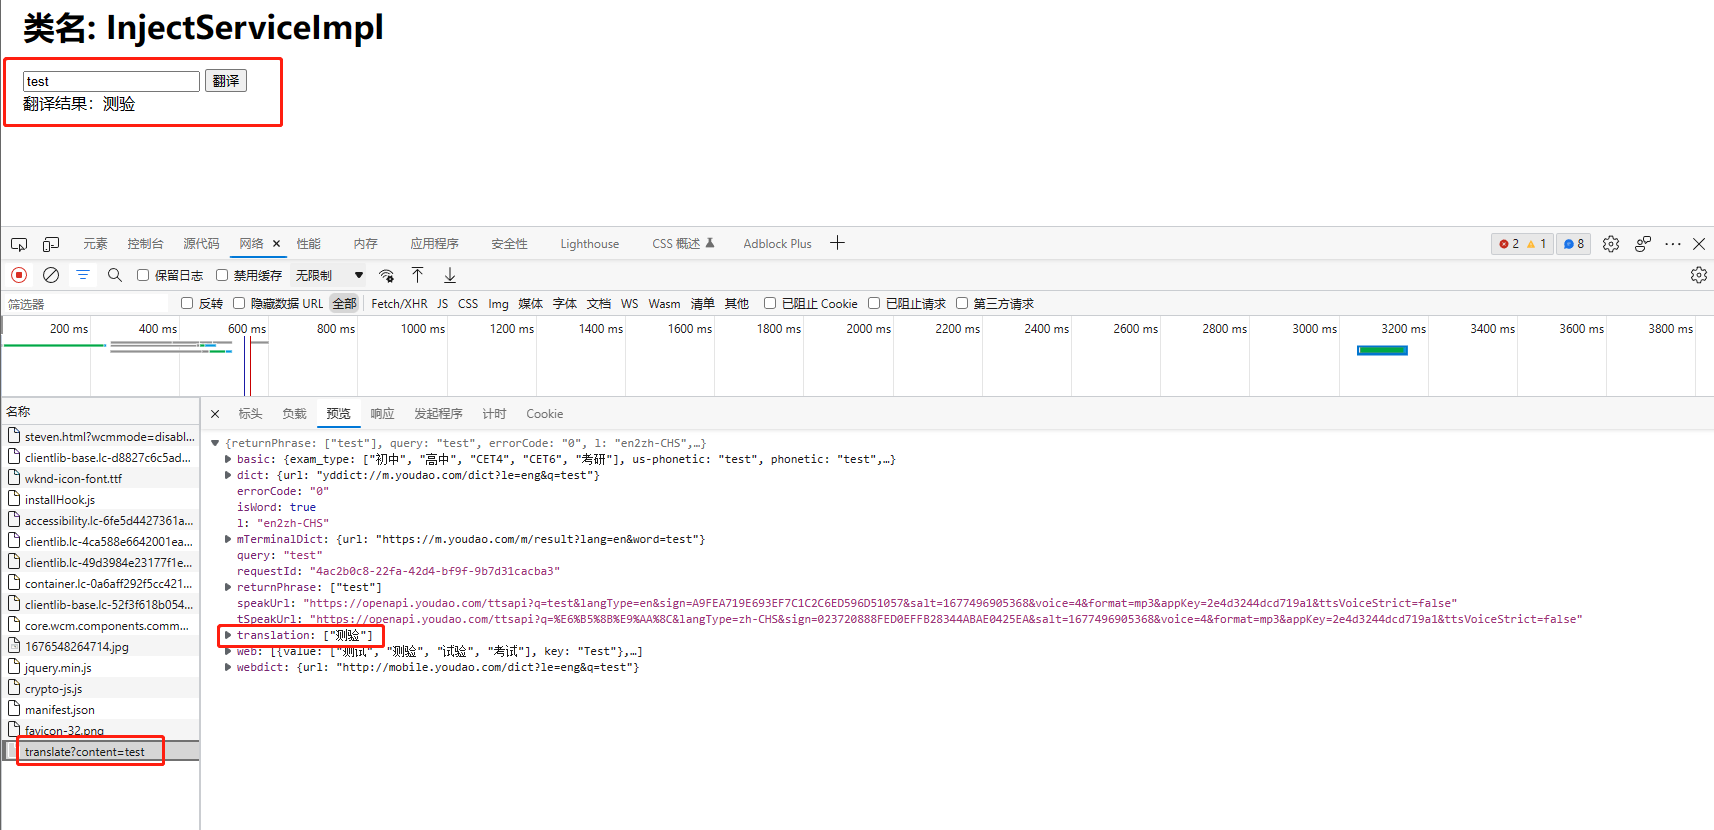 类名: InjectServiceImpl
test 翻译
翻译结果：测验
元素 控制台 源代码 网络 性能 内存 应用程序 安全性 Lighthouse CSS 概述 Adblock Plus 2 1 8
保留日志 禁用缓存 无限制
筛选器 反转 隐藏数据 URL 全部 Fetch/XHR JS CSS Img 媒体 字体 文档 WS Wasm 清单 其他 已阻止 Cookie 已阻止请求 第三方请求
200 ms 400 ms 600 ms 800 ms 1000 ms 1200 ms 1400 ms 1600 ms 1800 ms 2000 ms 2200 ms 2400 ms 2600 ms 2800 ms 3000 ms 3200 ms 3400 ms 3600 ms 3800 ms
名称
steven.html?wcmmode=disabl...
clientlib-base.lc-d8827c6c5ad...
wknd-icon-font.ttf
installHook.js
accessibility.lc-6fe5d4427361a...
clientlib.lc-4ca588e6642001ea...
clientlib.lc-49d3984e23177f1e...
container.lc-0a6aff292f5cc421...
clientlib-base.lc-52f3f618b054...
core.wcm.components.comm...
1676548264714.jpg
jquery.min.js
crypto-js.js
manifest.json
favicon-32.png
translate?content=test
标头 负载 预览 响应 发起程序 计时 Cookie
{returnPhrase: ["test"], query: "test", errorCode: "0", l: "en2zh-CHS",…}
basic: {exam_type: ["初中", "高中", "CET4", "CET6", "考研"], us-phonetic: "test", phonetic: "test",…}
dict: {url: "yddict://m.youdao.com/dict?le=eng&q=test"}
errorCode: "0"
isWord: true
l: "en2zh-CHS"
mTerminalDict: {url: "https://m.youdao.com/m/result?lang=en&word=test"}
query: "test"
requestId: "4ac2b0c8-22fa-42d4-bf9f-9b7d31cacba3"
returnPhrase: ["test"]
speakUrl: "https://openapi.youdao.com/ttsapi?q=test&langType=en&sign=A9FEA719E693EF7C1C2C6ED596D51057&salt=1677496905368&voice=4&format=mp3&appKey=2e4d3244dcd719a1&ttsVoiceStrict=false"
tSpeakUrl: "https://openapi.youdao.com/ttsapi?q=%E6%B5%8B%E9%AA%8C&langType=zh-CHS&sign=023720888FED0EFFB28344ABAE0425EA&salt=1677496905368&voice=4&format=mp3&appKey=2e4d3244dcd719a1&ttsVoiceStrict=false"
translation: ["测验"]
web: [{value: ["测试", "测验", "试验", "考试"], key: "Test"},…]
webdict: {url: "http://mobile.youdao.com/dict?le=eng&q=test"}